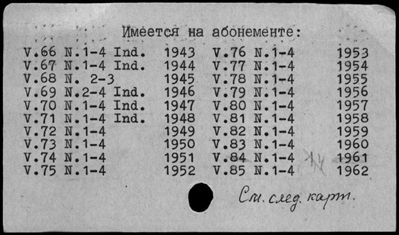 Имеется на абонементе:
V.66 N.1-4 Ind. 1943 V.76 N.1-4 1953
V.67 N.1-4 Ind. 1944 V.77 N.1-4 1954
V.68 N. 2-3 1945 V.78 N.1-4 1955
V.69 N.2-4 Ind. 1946 V.79 N.1-4 1956
V.70 N.1-4 Ind. 1947 V.80 N.1-4 1957
V.71 N.1-4 Ind. 1948 V.81 N.1-4 1958
V.72 N.1-4 1949 V.82 N.1-4 1959
V.73 N.1-4 1950 V.83 N.1-4 1960
V.74 N.1-4 1951 V.84 N.1-4 1961
V.75 N.1-4 1952 V.85 N.1-4 1962
См. след. карт.